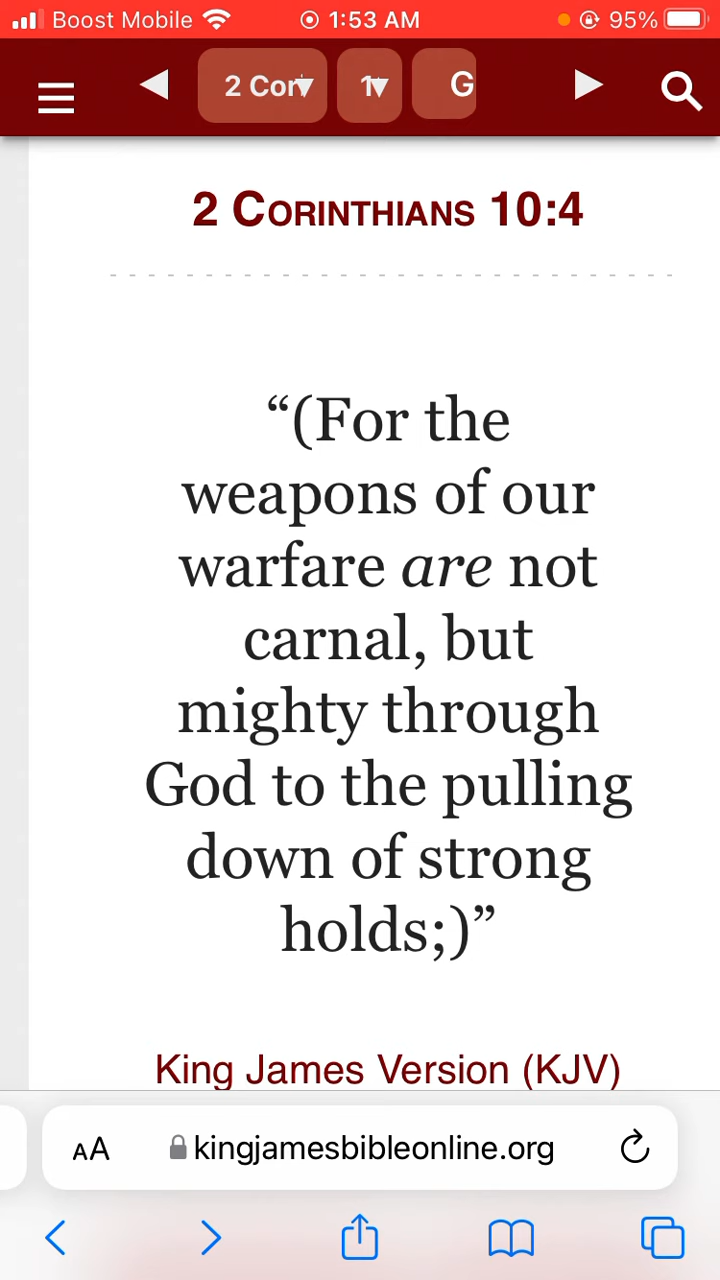 Boost Mobile 1:53 AM 95%
2 Cor 1 G
2 CORINTHIANS 10:4
“(For the
weapons of our
warfare are not
carnal, but
mighty through
God to the pulling
down of strong
holds;)”
King James Version (KJV)
AA kingjamesbibleonline.org